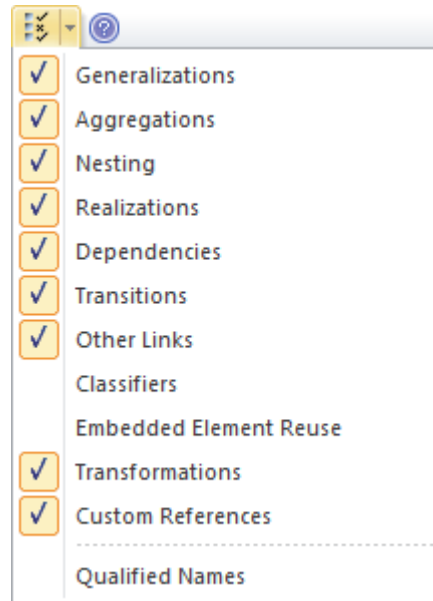 Generalizations
Aggregations
Nesting
Realizations
Dependencies
Transitions
Other Links
Classifiers
Embedded Element Reuse
Transformations
Custom References
Qualified Names